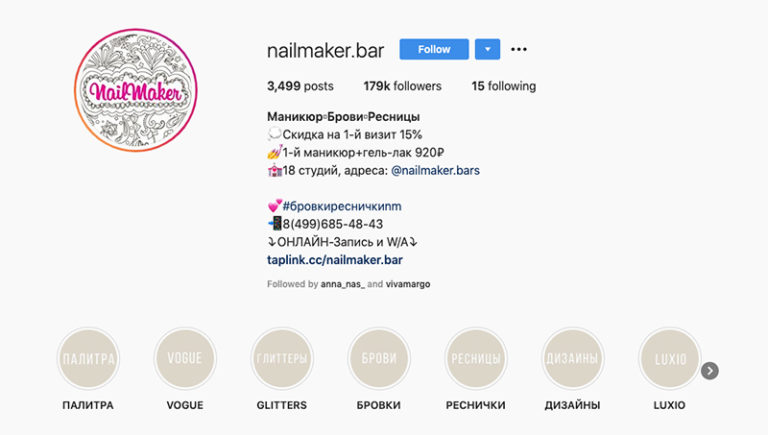 NailMaker
nailmaker.bar
Follow
3,499 posts 179k followers 15 following
Маникюр▫Брови▫Ресницы
💭Скидка на 1-й визит 15%
💅1-й маникюр+гель-лак 920₽
🏩18 студий, адреса: @nailmaker.bars
💕#бровкиресничкиnm
📲8(499)685-48-43
⤵ОНЛАЙН-Запись и W/A⤵
taplink.cc/nailmaker.bar
Followed by anna_nas_ and vivamargo
ПАЛИТРА VOGUE ГЛИТТЕРЫ БРОВИ РЕСНИЦЫ ДИЗАЙНЫ LUXIO
ПАЛИТРА VOGUE GLITTERS БРОВКИ РЕСНИЧКИ ДИЗАЙНЫ LUXIO